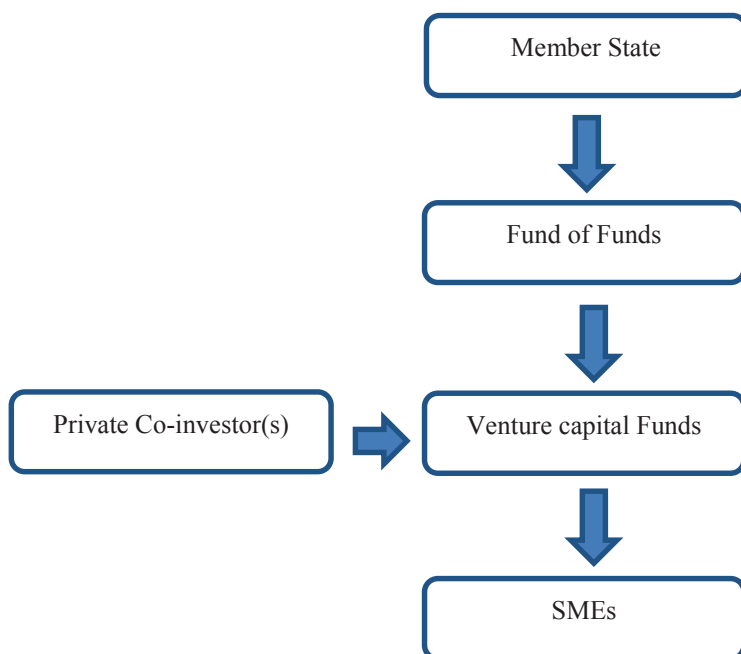 Member State
Fund of Funds
Private Co-investor(s)
Venture capital Funds
SMEs